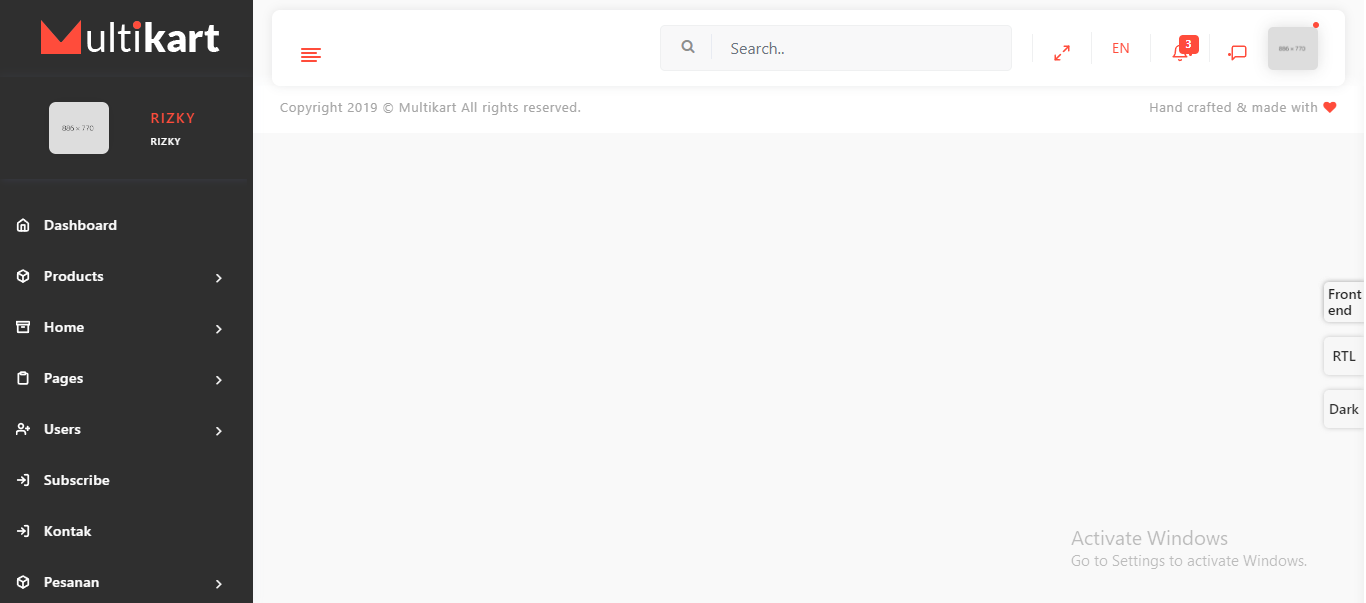 Multikart
886 × 770
RIZKY
RIZKY
Dashboard
Products
Home
Pages
Users
Subscribe
Kontak
Pesanan
Search..
EN
3
886 × 770
Copyright 2019 © Multikart All rights reserved.
Hand crafted & made with
Front
end
RTL
Dark
Activate Windows
Go to Settings to activate Windows.